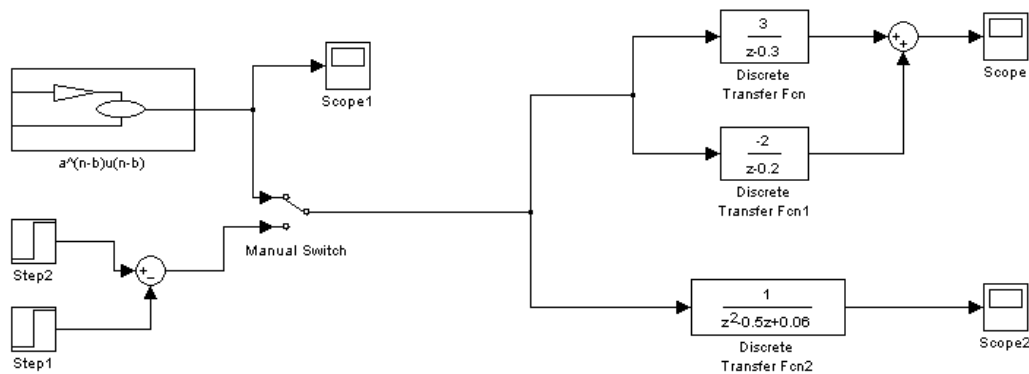 Scope1
a^(n-b)u(n-b)
Step2
Step1
+
−
Manual Switch
3
z-0.3
Discrete
Transfer Fcn
-2
z-0.2
Discrete
Transfer Fcn1
+
+
Scope
1
z²-0.5z+0.06
Discrete
Transfer Fcn2
Scope2